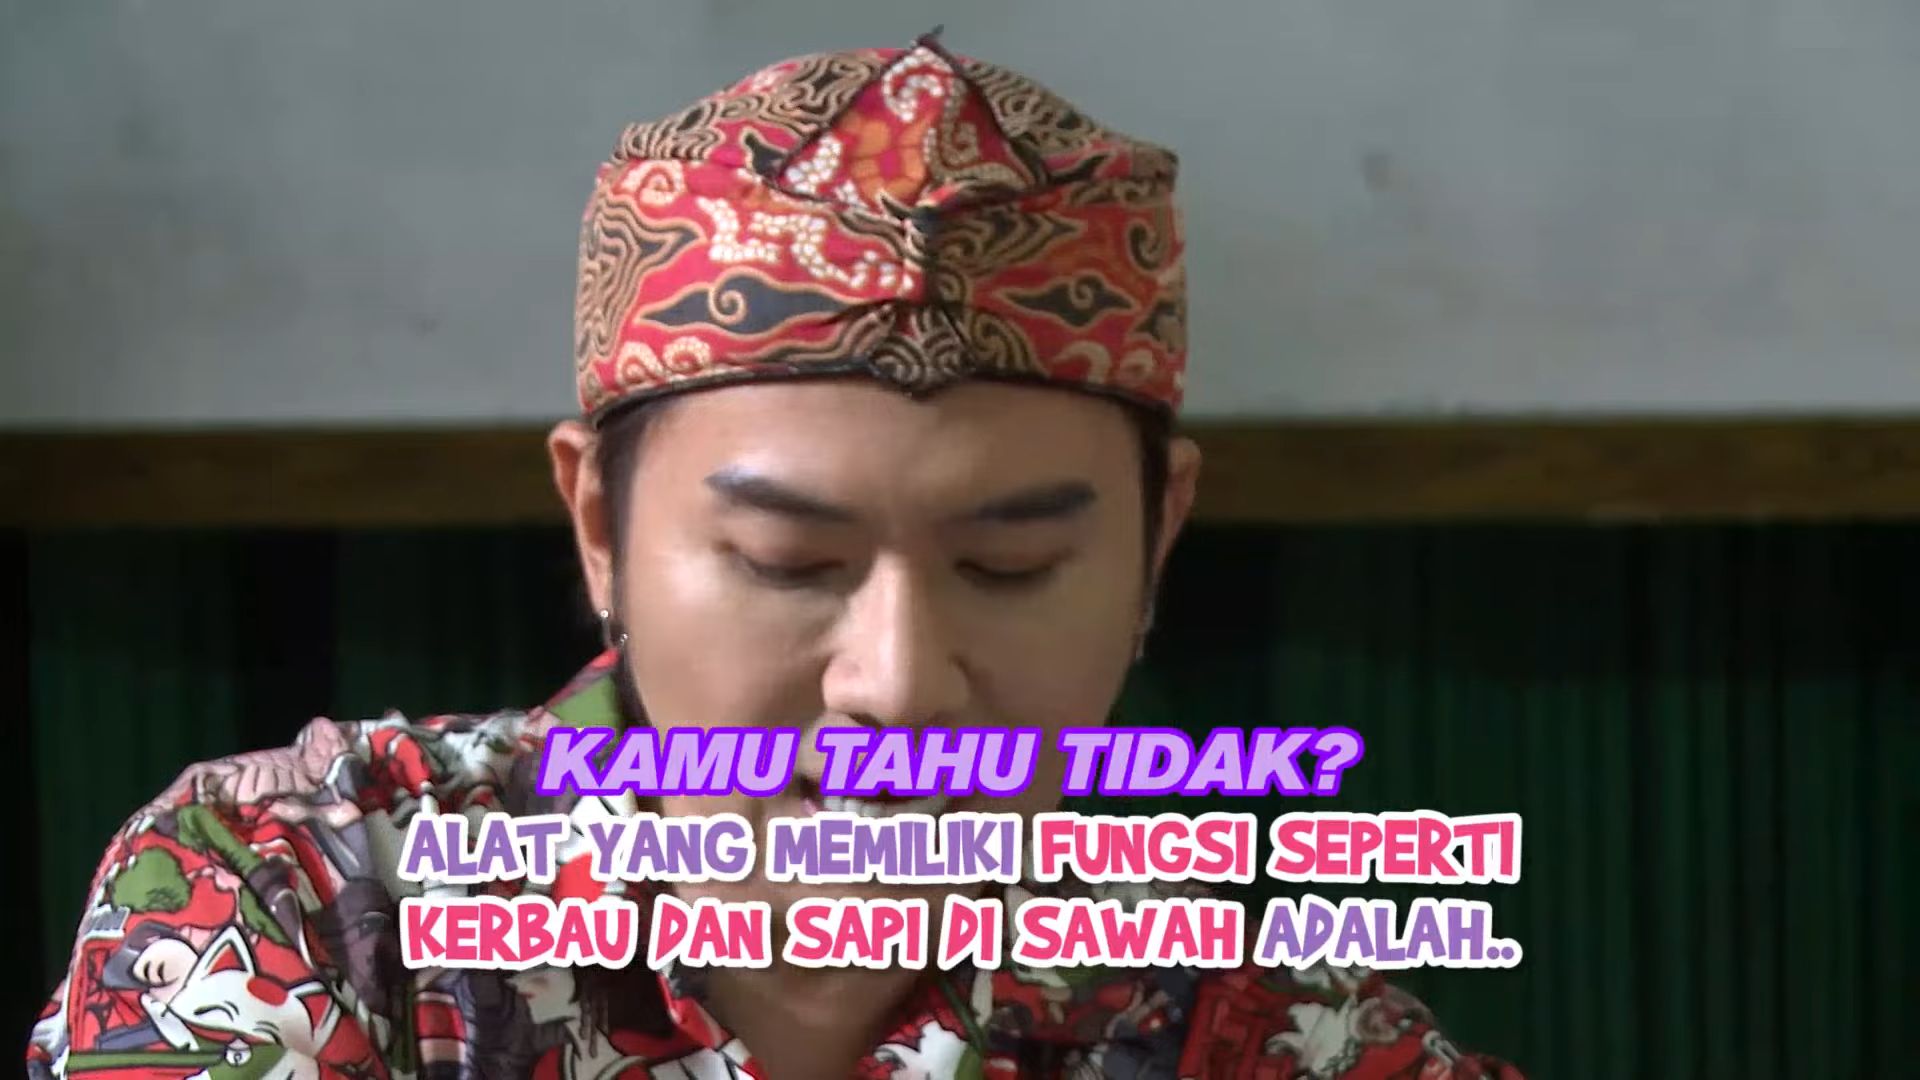 KAMU TAHU TIDAK?
ALAT YANG MEMILIKI FUNGSI SEPERTI
KERBAU DAN SAPI DI SAWAH ADALAH..